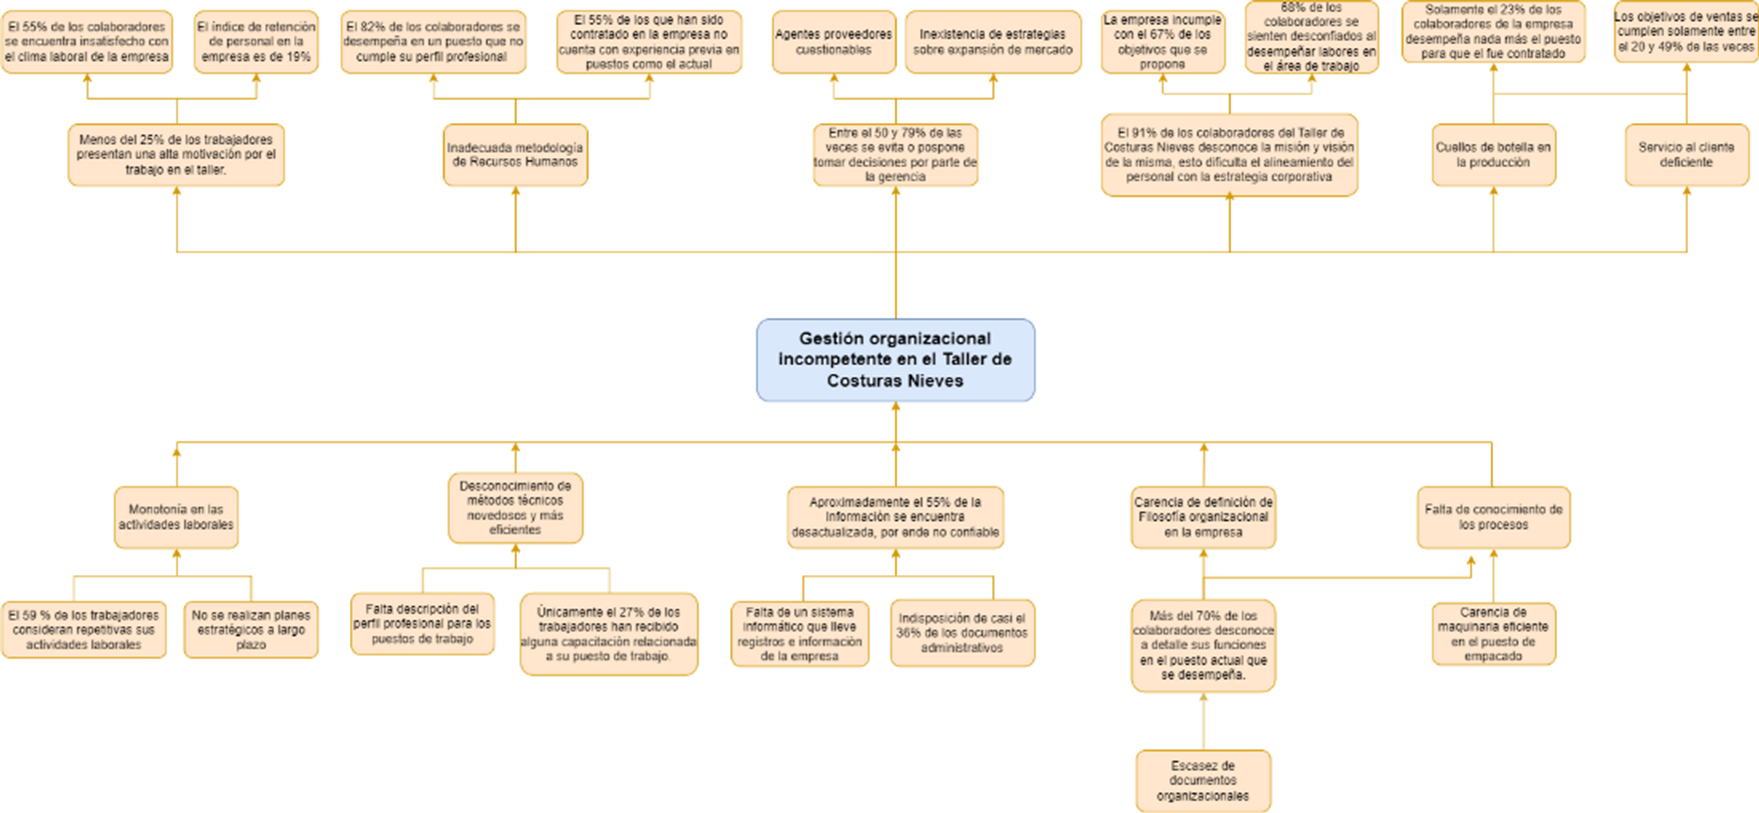 El 55% de los colaboradores
se encuentra insatisfecho con
el clima laboral de la empresa
El índice de retención
de personal en la
empresa es de 19%
El 82% de los colaboradores se
desempeña en un puesto que no
cumple su perfil profesional
El 55% de los que han sido
contratado en la empresa no
cuenta con experiencia previa en
puestos como el actual
Agentes proveedores
cuestionables
Inexistencia de estrategias
sobre expansión de mercado
La empresa incumple
con el 67% de los
objetivos que se
propone
68% de los
colaboradores se
sienten desconfiados al
desempeñar labores en
el área de trabajo
Solamente el 23% de los
colaboradores de la empresa
desempeña nada más el puesto
para que el fue contratado
Los objetivos de ventas se
cumplen solamente entre
el 20 y 49% de las veces
Menos del 25% de los trabajadores
presentan una alta motivación por el
trabajo en el taller.
Inadecuada metodología
de Recursos Humanos
Entre el 50 y 79% de las
veces se evita o pospone
tomar decisiones por parte de
la gerencia
El 91% de los colaboradores del Taller de
Costuras Nieves desconoce la misión y visión
de la misma, esto dificulta el alineamiento del
personal con la estrategia corporativa
Cuellos de botella en
la producción
Servicio al cliente
deficiente
Gestión organizacional
incompetente en el Taller de
Costuras Nieves
Monotonía en las
actividades laborales
Desconocimiento de
métodos técnicos
novedosos y más
eficientes
Aproximadamente el 55% de la
Información se encuentra
desactualizada, por ende no confiable
Carencia de definición de
Filosofía organizacional
en la empresa
Falta de conocimiento de
los procesos
El 59 % de los trabajadores
consideran repetitivas sus
actividades laborales
No se realizan planes
estratégicos a largo
plazo
Falta descripción del
perfil profesional para los
puestos de trabajo
Únicamente el 27% de los
trabajadores han recibido
alguna capacitación relacionada
a su puesto de trabajo.
Falta de un sistema
informático que lleve
registros e información
de la empresa
Indisposición de casi el
36% de los documentos
administrativos
Más del 70% de los
colaboradores desconoce
a detalle sus funciones
en el puesto actual que
se desempeña.
Carencia de
maquinaria eficiente
en el puesto de
empacado
Escasez de
documentos
organizacionales